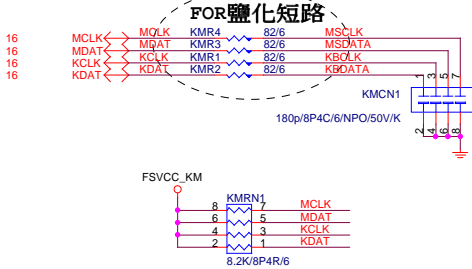 FOR鹽化短路
16 MCLK MCLK KMR4 82/6 MSCLK
16 MDAT MDAT KMR3 82/6 MSDATA
16 KCLK KCLK KMR1 82/6 KBCLK
16 KDAT KDAT KMR2 82/6 KBDATA
1 3 5 7
KMCN1
180p/8P4C/6/NPO/50V/K
2 4 6 8
FSVCC_KM
KMRN1
8 7 MCLK
6 5 MDAT
4 3 KCLK
2 1 KDAT
8.2K/8P4R/6